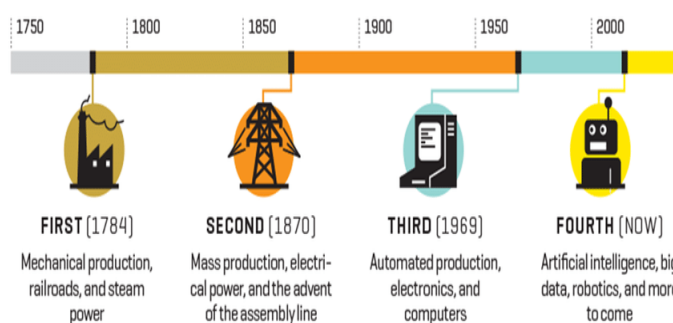 1750 1800 1850 1900 1950 2000
FIRST (1784)
Mechanical production,
railroads, and steam
power
SECOND (1870)
Mass production, electri-
cal power, and the advent
of the assembly line
THIRD (1969)
Automated production,
electronics, and
computers
FOURTH (NOW)
Artificial intelligence, big
data, robotics, and more
to come